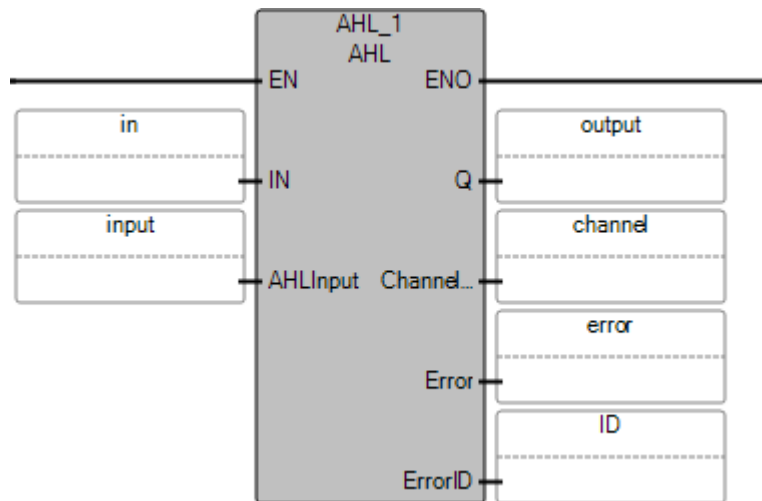 AHL_1
AHL
EN ENO
in
output
IN Q
input
channel
AHLInput Channel...
error
Error
ID
ErrorID